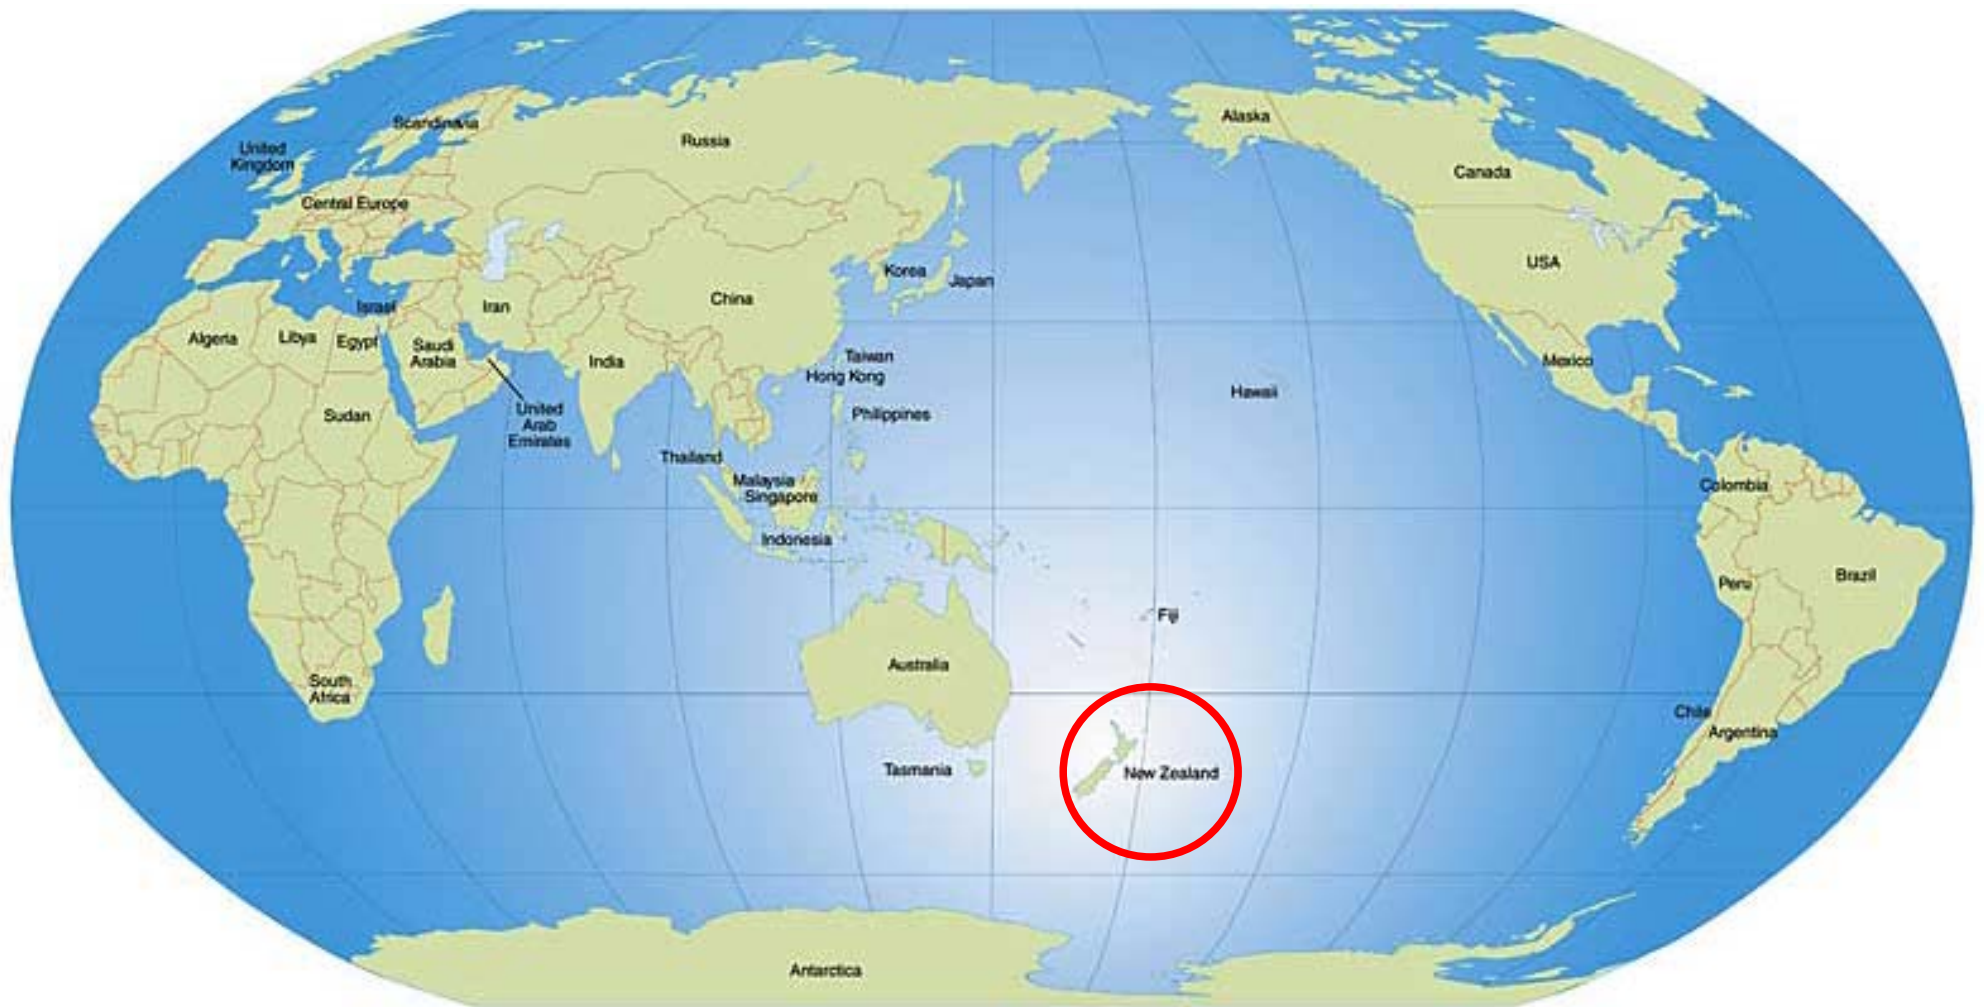 Scandinavia
Alaska
Russia
United
Kingdom
Canada
Central Europe
USA
Korea
Japan
China
Israel
Iran
Algeria
Libya
Egypt
Saudi
Arabia
India
Taiwan
Hong Kong
Mexico
Hawaii
Sudan
United
Arab
Emirates
Philippines
Thailand
Malaysia
Singapore
Colombia
Indonesia
Peru
Brazil
Fiji
Australia
South
Africa
Chile
Argentina
Tasmania
New Zealand
Antarctica